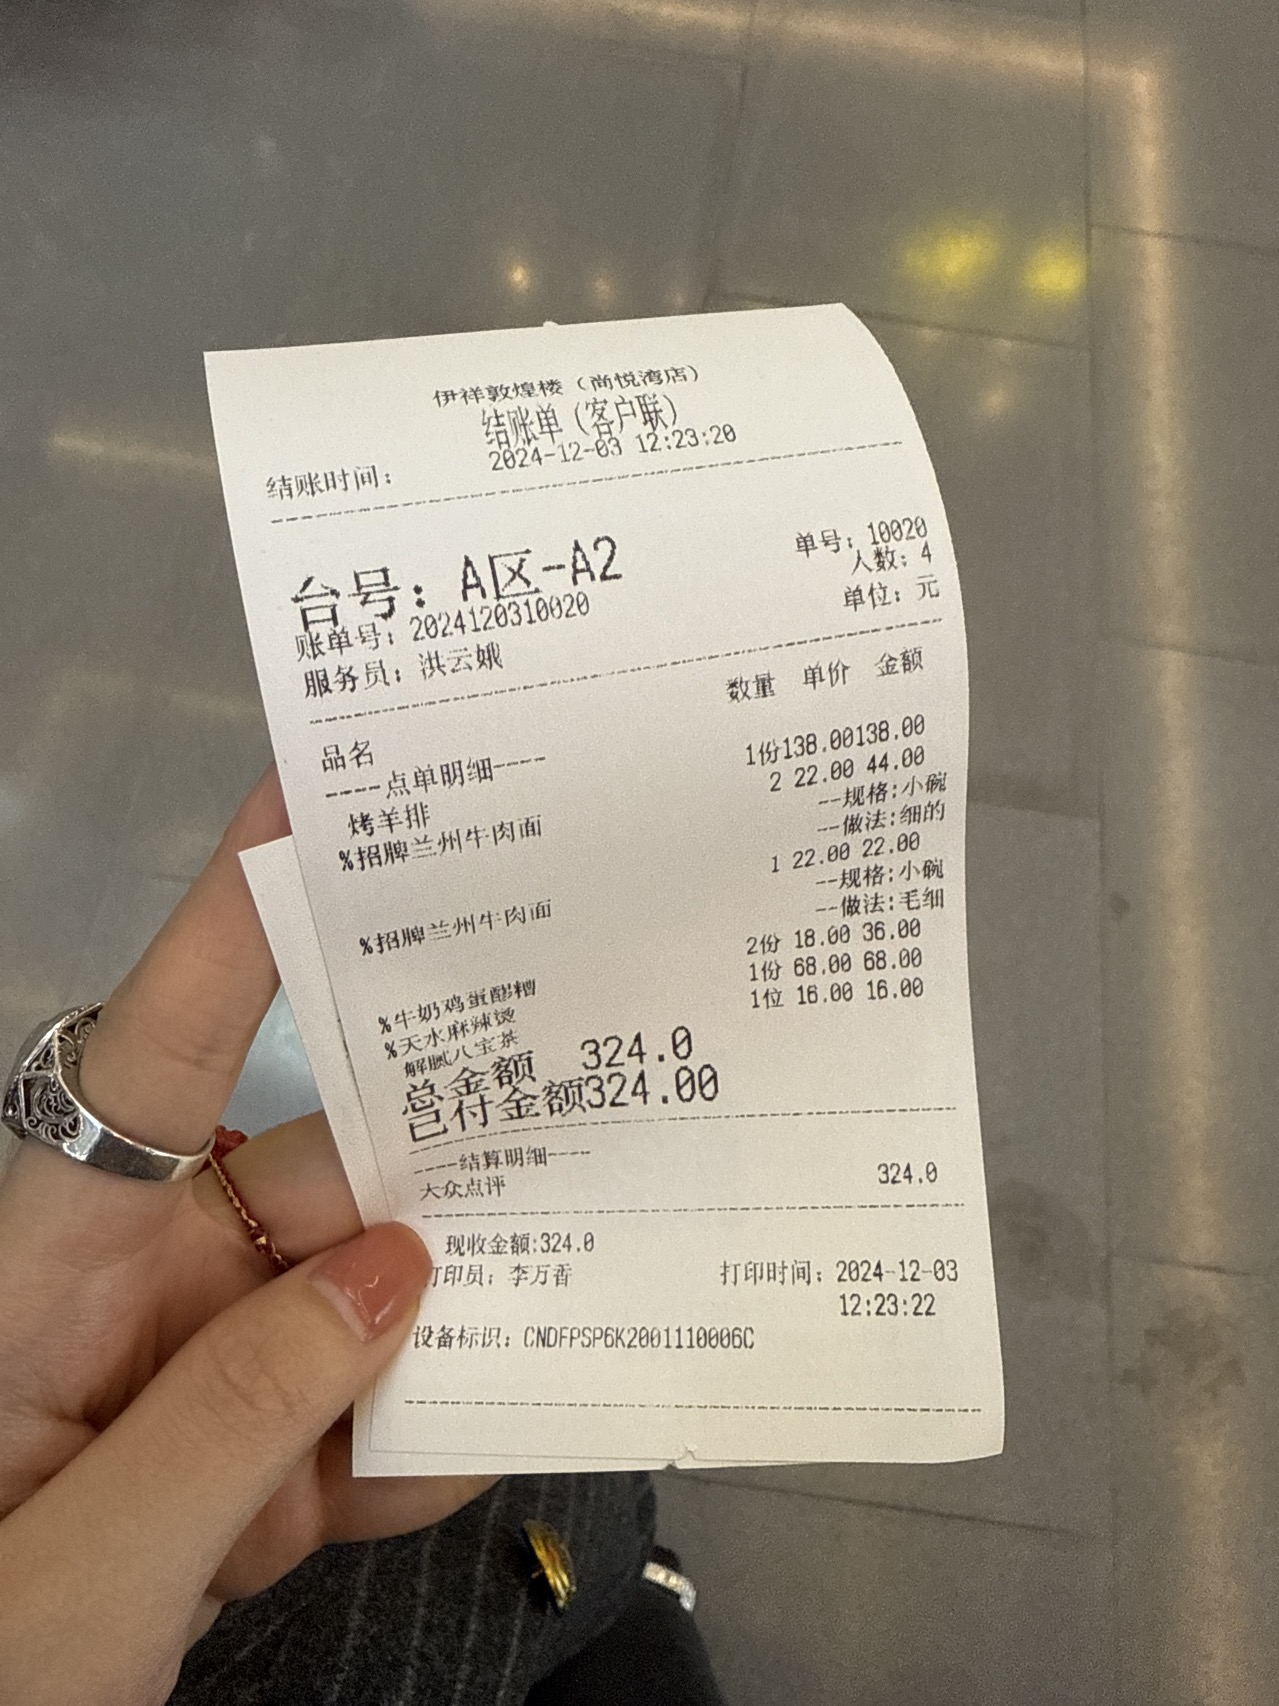 伊祥敦煌楼（尚悦湾店）
结账单（客户联）
结账时间： 2024-12-03 12:23:20
台号：A区-A2 单号：10020
人数：4
账单号：2024120310020 单位：元
服务员：洪云娥
品名 数量 单价 金额
----点单明细----
烤羊排 1份138.00138.00
%招牌兰州牛肉面 2 22.00 44.00
--规格:小碗
--做法:细的
%招牌兰州牛肉面 1 22.00 22.00
--规格:小碗
--做法:毛细
%牛奶鸡蛋醪糟 2份 18.00 36.00
%天水麻辣烫 1份 68.00 68.00
解腻八宝茶 1位 16.00 16.00
总金额 324.0
已付金额324.00
----结算明细----
大众点评 324.0
现收金额:324.0
打印员：李万香 打印时间：2024-12-03
12:23:22
设备标识：CNDFPSP6K2001110006C